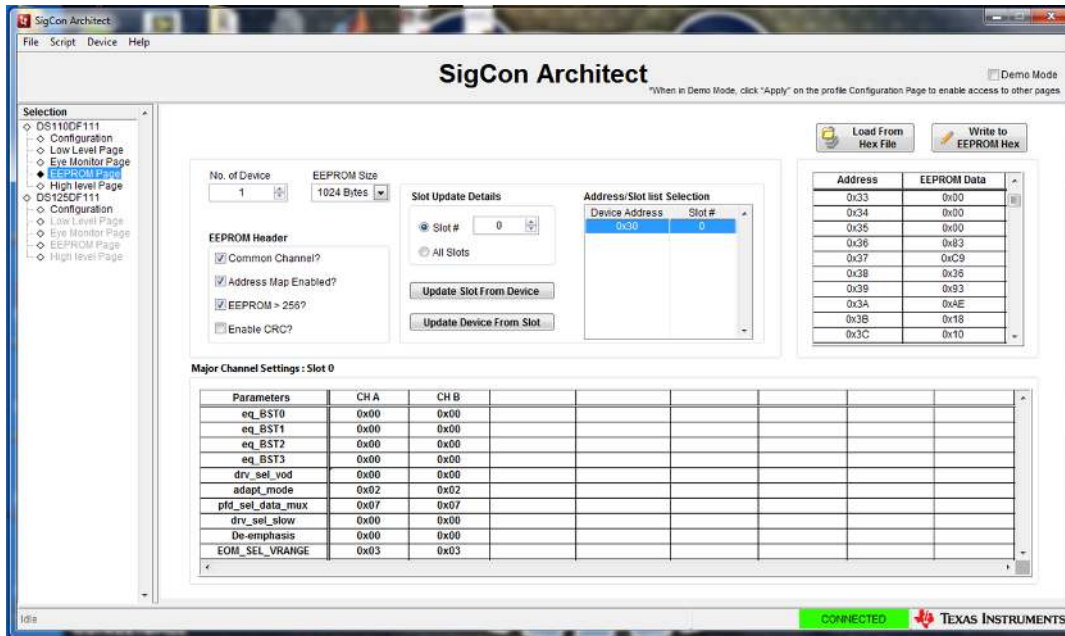 SigCon Architect
File Script Device Help
SigCon Architect
Demo Mode
"When in Demo Mode, click "Apply" on the profile Configuration Page to enable access to other pages
Selection
DS110DF111
Configuration
Low Level Page
Eye Monitor Page
EEPROM Page
High level Page
DS125DF111
Configuration
Low Level Page
Eye Monitor Page
EEPROM Page
High level Page
Load From Hex File
Write to EEPROM Hex
No. of Device EEPROM Size
1 1024 Bytes
EEPROM Header
Common Channel?
Address Map Enabled?
EEPROM > 256?
Enable CRC?
Slot Update Details
Slot # 0
All Slots
Update Slot From Device
Update Device From Slot
Address/Slot list Selection
Device Address Slot #
0x30 0
Address EEPROM Data
0x33 0x00
0x34 0x00
0x35 0x00
0x36 0x83
0x37 0xC9
0x38 0x36
0x39 0x93
0x3A 0xAE
0x3B 0x18
0x3C 0x10
Major Channel Settings : Slot 0
Parameters CH A CH B
eq_BST0 0x00 0x00
eq_BST1 0x00 0x00
eq_BST2 0x00 0x00
eq_BST3 0x00 0x00
drv_sel_vod 0x00 0x00
adapt_mode 0x02 0x02
pfd_sel_data_mux 0x07 0x07
drv_sel_slow 0x00 0x00
De-emphasis 0x00 0x00
EOM_SEL_VRANGE 0x03 0x03
Idle
CONNECTED
TEXAS INSTRUMENTS